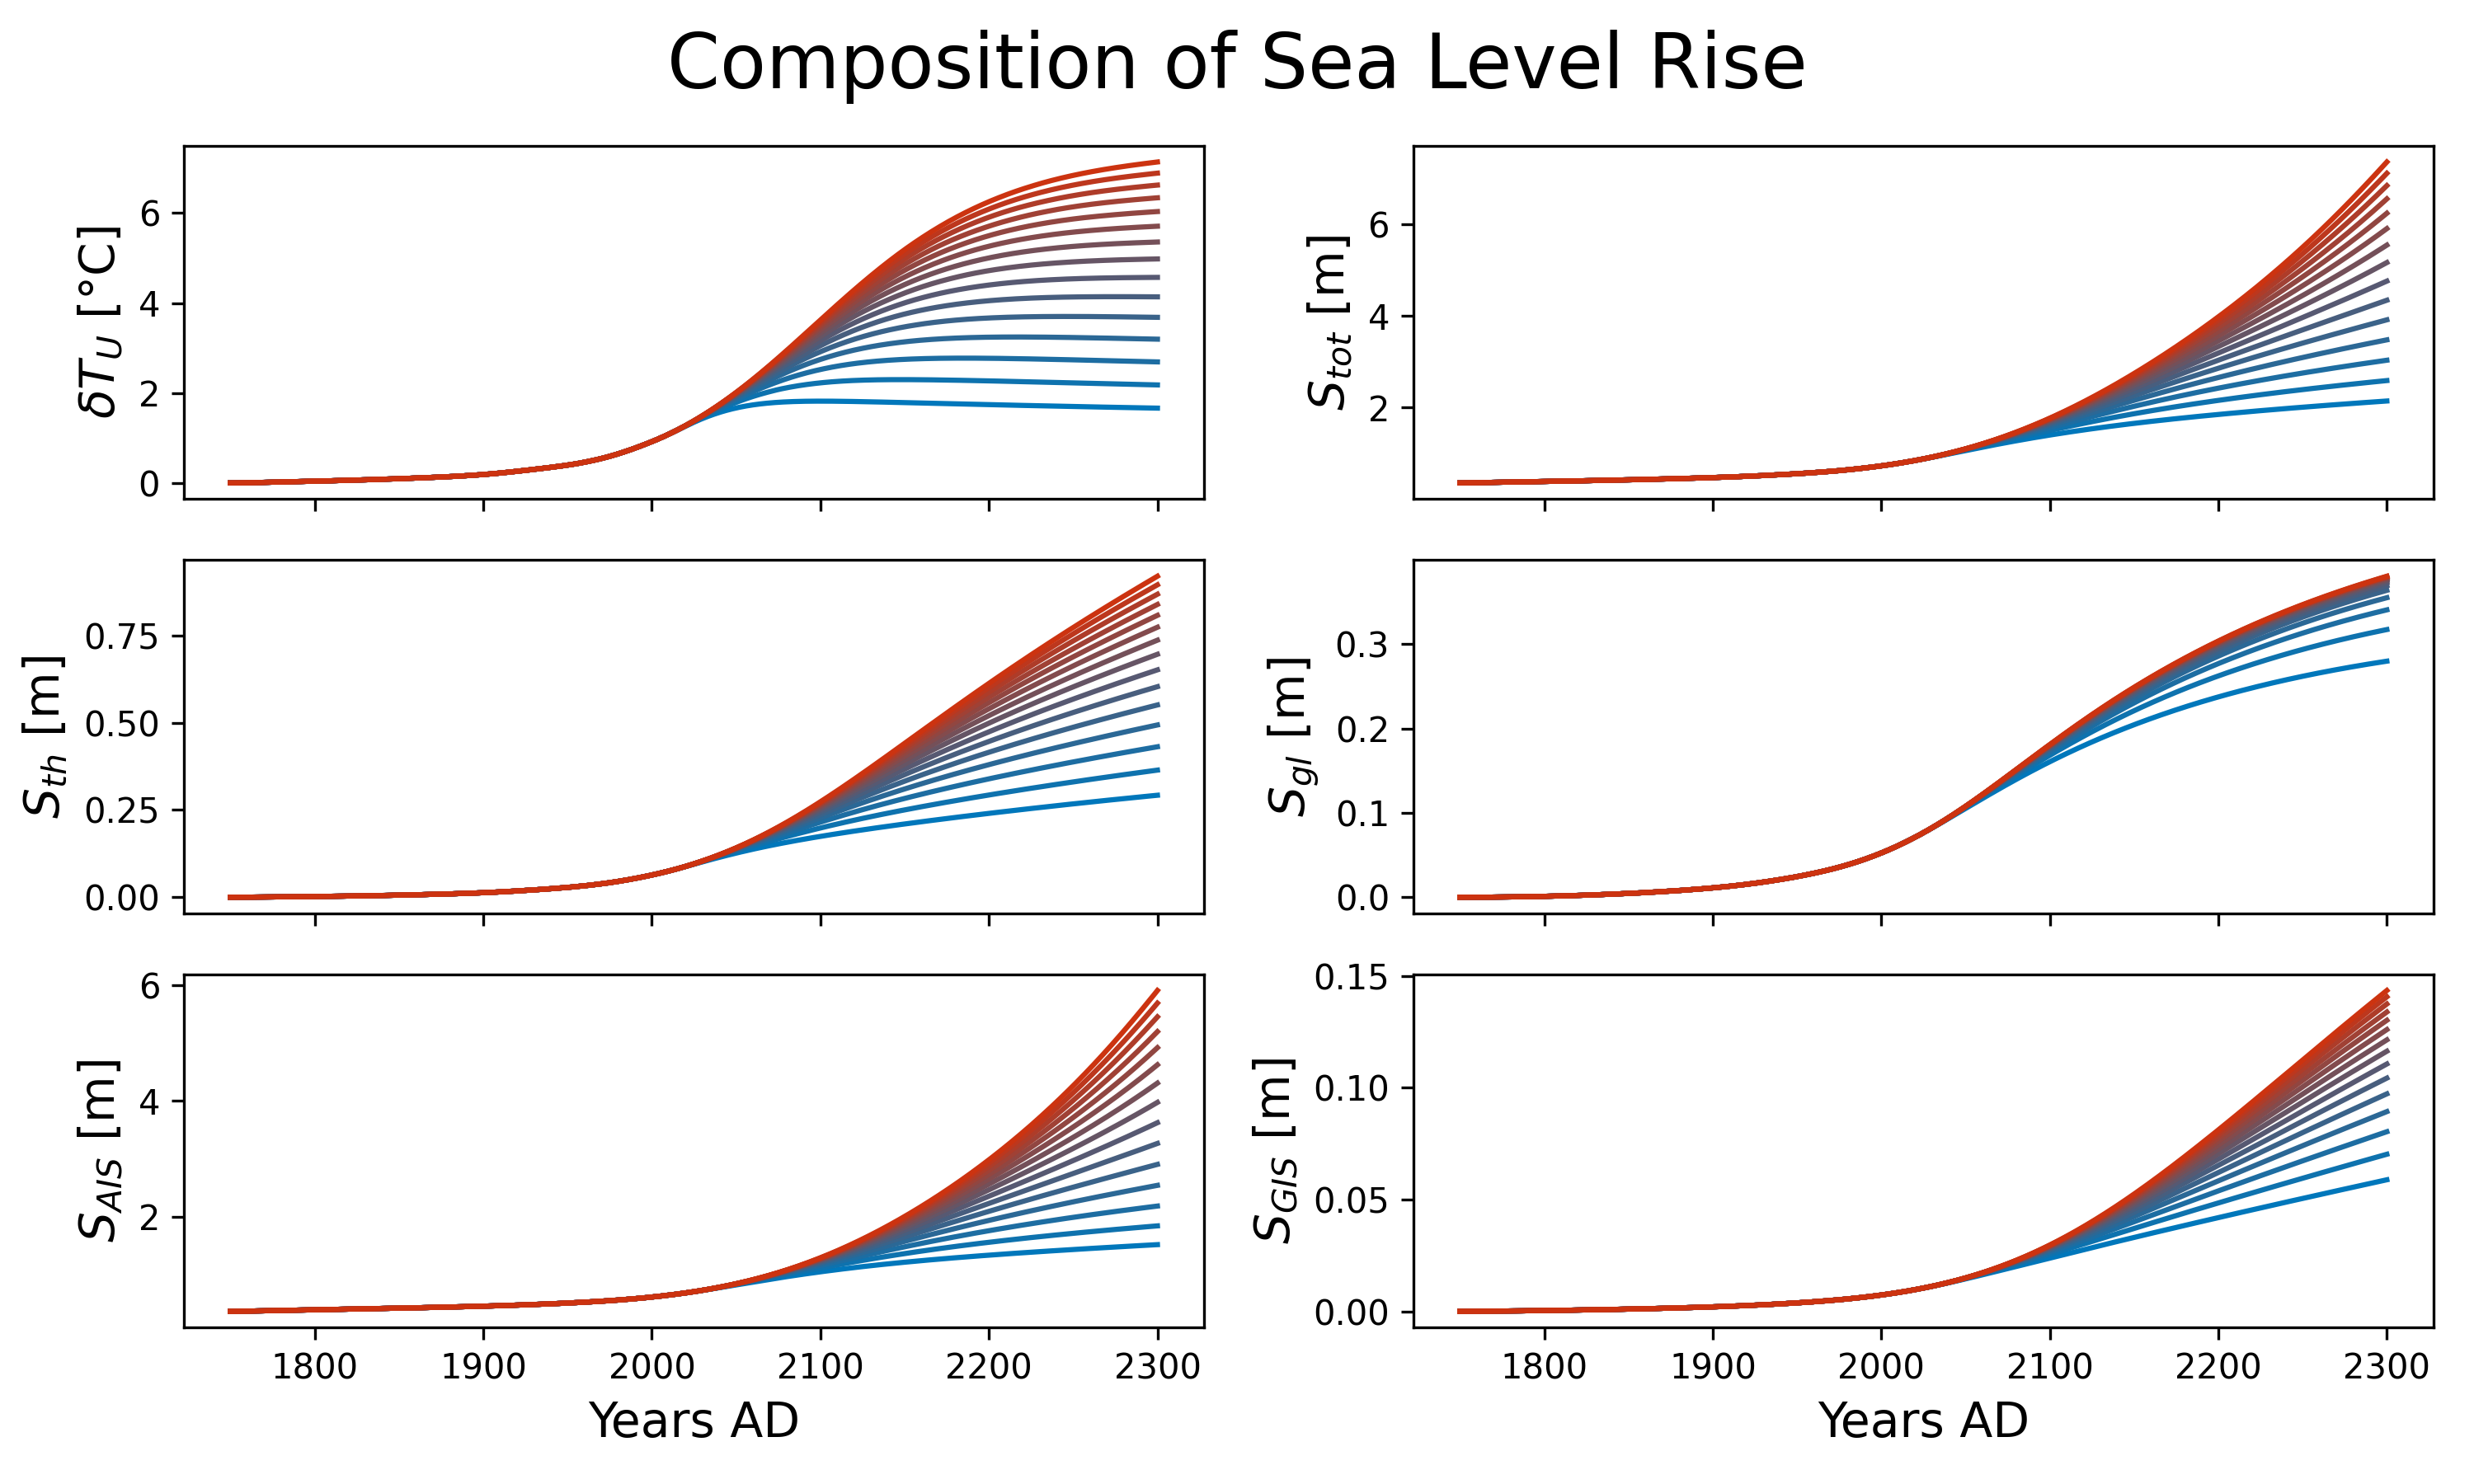 Composition of Sea Level Rise
δT_U [°C]
6
4
2
0
S_tot [m]
6
4
2
S_th [m]
0.75
0.50
0.25
0.00
S_gl [m]
0.3
0.2
0.1
0.0
S_AIS [m]
6
4
2
1800 1900 2000 2100 2200 2300
Years AD
S_GIS [m]
0.15
0.10
0.05
0.00
1800 1900 2000 2100 2200 2300
Years AD